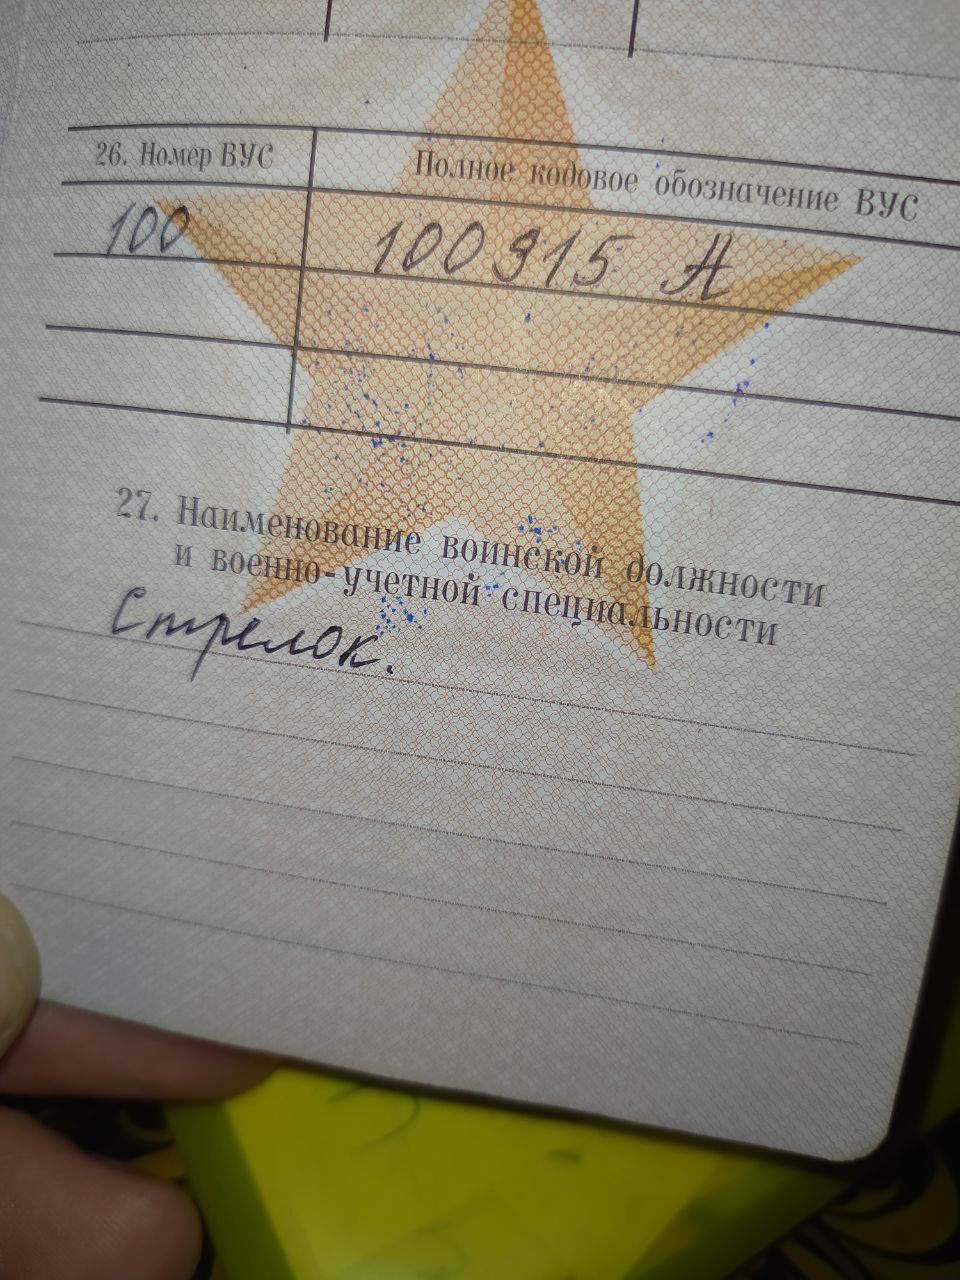 26. Номер ВУС Полное кодовое обозначение ВУС
100 100915 А
27. Наименование воинской должности
и военно-учетной специальности
Стрелок.